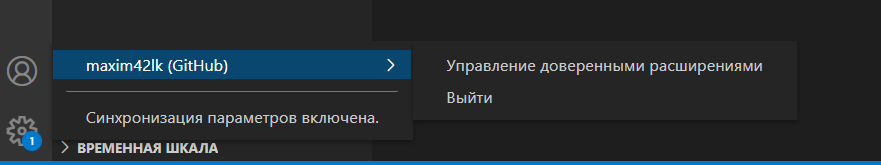 maxim42lk (GitHub)
Управление доверенными расширениями
Выйти
Синхронизация параметров включена.
1
ВРЕМЕННАЯ ШКАЛА